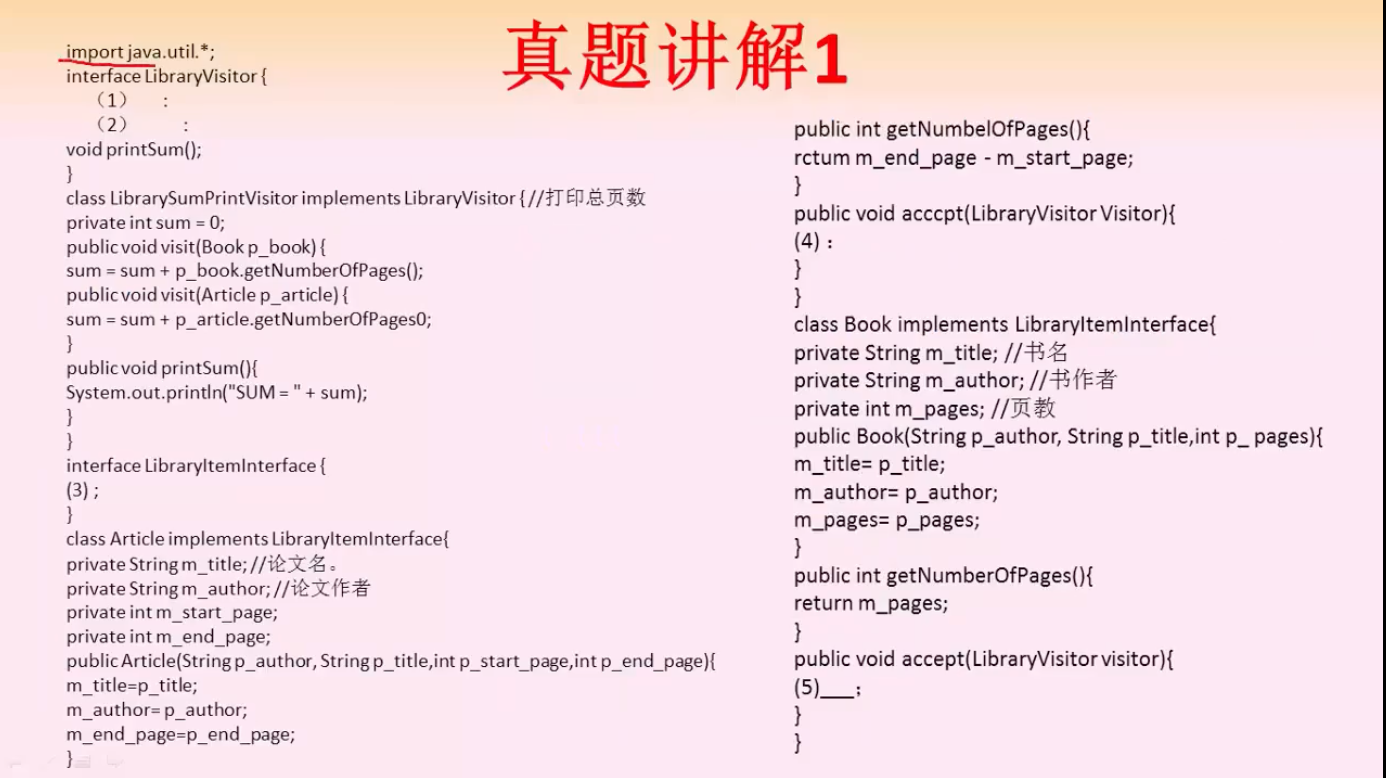 真题讲解1
import java.util.*;
interface LibraryVisitor {
（1） :
（2） :
void printSum();
}
class LibrarySumPrintVisitor implements LibraryVisitor { //打印总页数
private int sum = 0;
public void visit(Book p_book) {
sum = sum + p_book.getNumberOfPages();
public void visit(Article p_article) {
sum = sum + p_article.getNumberOfPages0;
}
public void printSum(){
System.out.println("SUM = " + sum);
}
}
interface LibraryItemInterface {
(3) ;
}
class Article implements LibraryItemInterface{
private String m_title; //论文名。
private String m_author; //论文作者
private int m_start_page;
private int m_end_page;
public Article(String p_author, String p_title,int p_start_page,int p_end_page){
m_title=p_title;
m_author= p_author;
m_end_page=p_end_page;
}
public int getNumbelOfPages(){
rctum m_end_page - m_start_page;
}
public void acccpt(LibraryVisitor Visitor){
(4) ：
}
}
class Book implements LibraryItemInterface{
private String m_title; //书名
private String m_author; //书作者
private int m_pages; //页教
public Book(String p_author, String p_title,int p_ pages){
m_title= p_title;
m_author= p_author;
m_pages= p_pages;
}
public int getNumberOfPages(){
return m_pages;
}
public void accept(LibraryVisitor visitor){
(5)___；
}
}